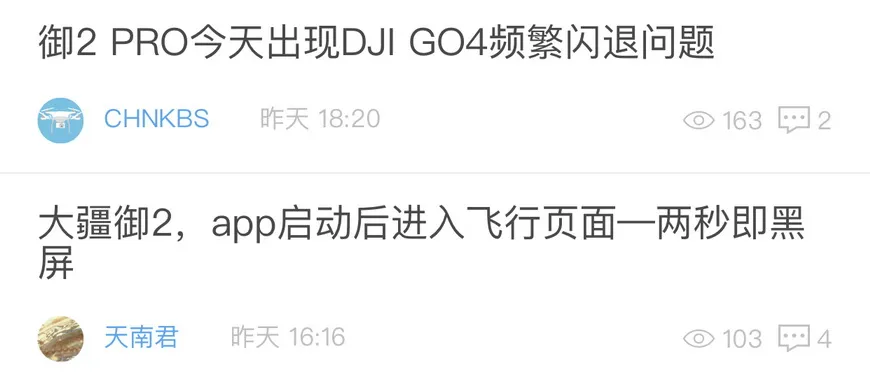 御2 PRO今天出现DJI GO4频繁闪退问题
CHNKBS 昨天 18:20 163 2
大疆御2，app启动后进入飞行页面一两秒即黑
屏
天南君 昨天 16:16 103 4